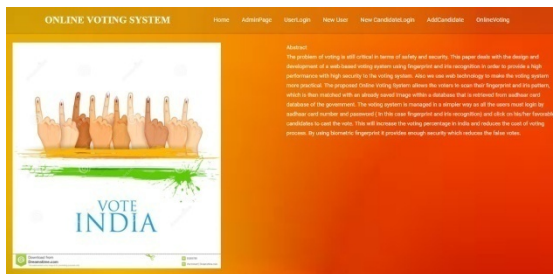 ONLINE VOTING SYSTEM
Home AdminPage UserLogin New User New CandidateLogin AddCandidate OnlineVoting
Abstract
The problem of voting is still critical in terms of safety and security. This paper deals with the design and
development of a web based voting system using fingerprint and iris recognition in order to provide a high
performance with high security to the voting system. Also we use web technology to make the voting system
more practical. The proposed Online Voting System allows the voters to scan their fingerprint and iris pattern,
which is then matched with an already saved image within a database that is retrieved from aadhaar card
database of the government. The voting system is managed in a simpler way as all the users must login by
aadhaar card number and password ( In this case fingerprint and iris recognition) and click on his/her favourable
candidates to cast the vote. This will increase the voting percentage in india and reduces the cost of voting
process. By using biometric fingerprint it provides enough security which reduces the false votes.
VOTE
INDIA
Download from
Dreamstime.com